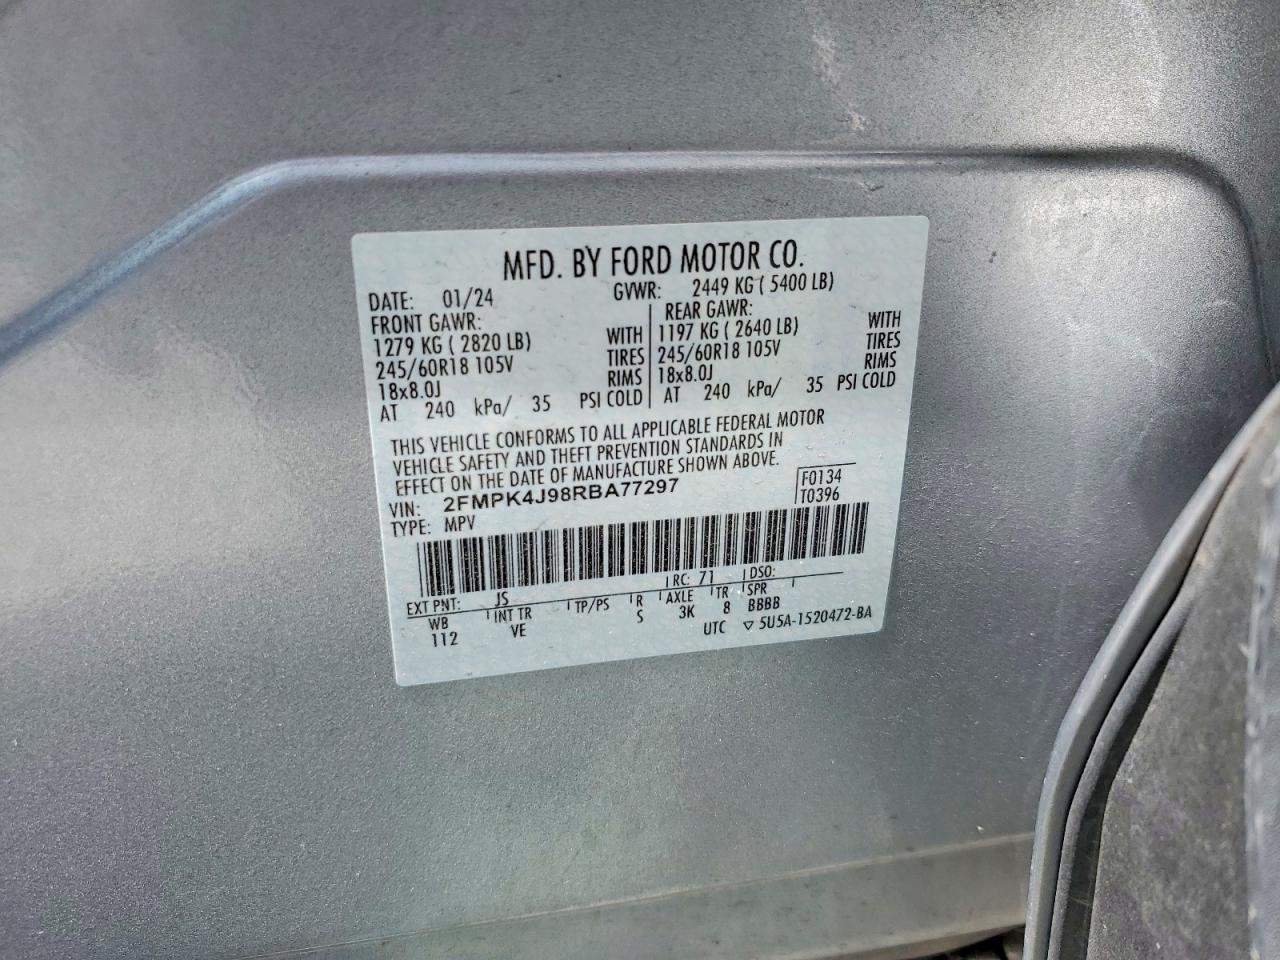 MFD. BY FORD MOTOR CO.
DATE: 01/24 GVWR: 2449 KG ( 5400 LB)
FRONT GAWR: REAR GAWR:
1279 KG ( 2820 LB) WITH 1197 KG ( 2640 LB) WITH
245/60R18 105V TIRES 245/60R18 105V TIRES
18x8.0J RIMS 18x8.0J RIMS
AT 240 kPa/ 35 PSI COLD AT 240 kPa/ 35 PSI COLD
THIS VEHICLE CONFORMS TO ALL APPLICABLE FEDERAL MOTOR
VEHICLE SAFETY AND THEFT PREVENTION STANDARDS IN
EFFECT ON THE DATE OF MANUFACTURE SHOWN ABOVE.
VIN: 2FMPK4J98RBA77297 F0134
TYPE: MPV T0396
EXT PNT: JS RC: 71 DSO:
WB INT TR TP/PS R AXLE TR SPR
112 VE S 3K 8 BBBB
UTC ▽ 5U5A-1520472-BA